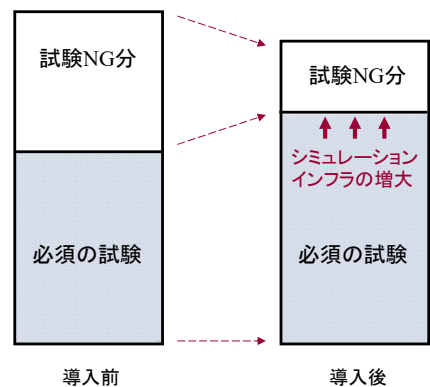 試験NG分
試験NG分
シミュレーション
インフラの増大
必須の試験
必須の試験
導入前
導入後